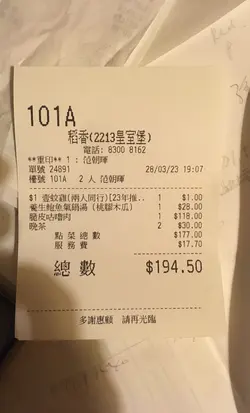 101A
稻香(2213皇室堡)
電話: 8300 8162
**重印** 1 : 范朝暉
單號 24891 28/03/23 19:07
檯號 101A 2 人 范朝暉
$1 壹蚊雞(兩人同行)[23年推.. 1 $1.00
養生鮑魚氣鍋湯 (桃膠木瓜) 1 $28.00
脆皮咕嚕肉 1 $118.00
晚茶 2 $30.00
點菜總數 $177.00
服務費 $17.70
總數 $194.50
多謝惠顧 請再光臨